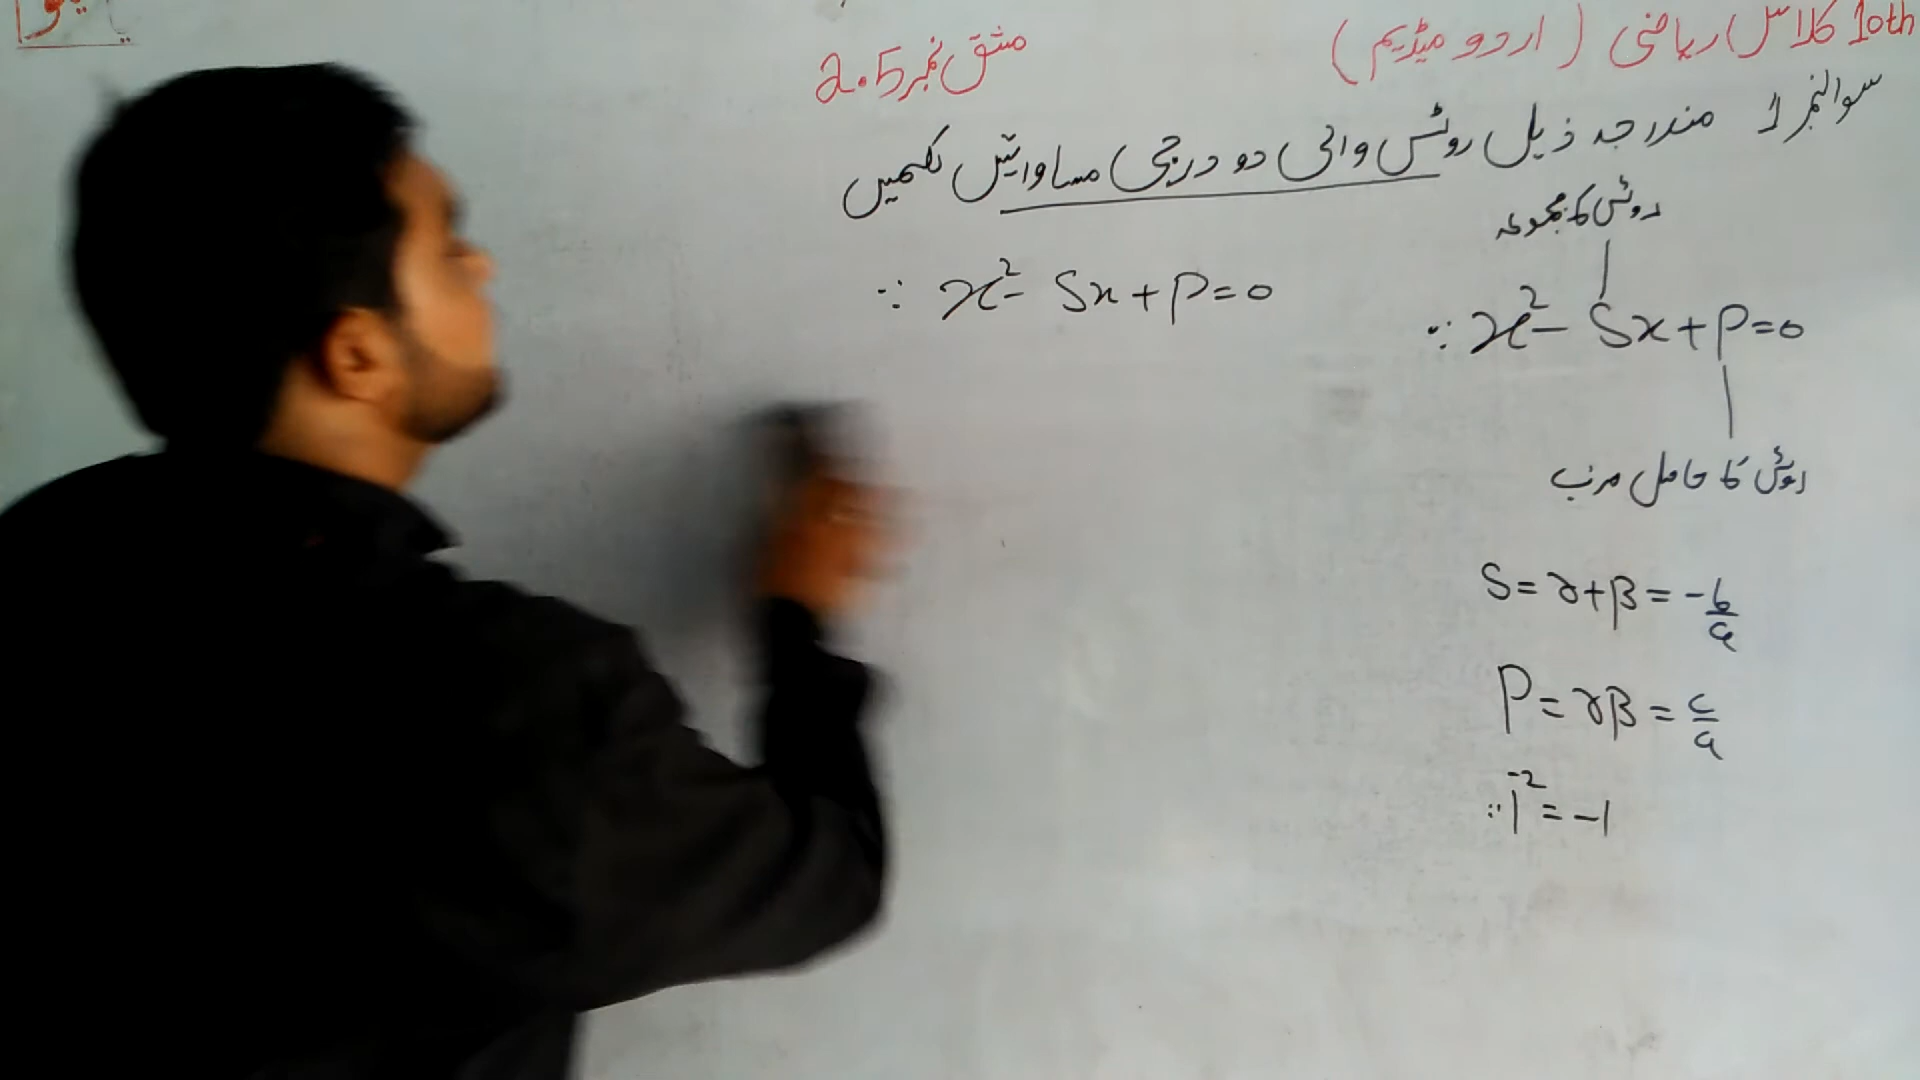 10th کلاس ریاضی (اردو میڈیم)
مشق نمبر 2.5
سوال نمبر 1 مندرجہ ذیل روٹس والی دو درجی مساواتیں لکھیں
روٹس کا مجموعہ
∵ x² - Sx + P = 0
∵ x² - Sx + P = 0
روٹس کا حاصل ضرب
S = α + β = -b/a
P = αβ = c/a
∵ i² = -1